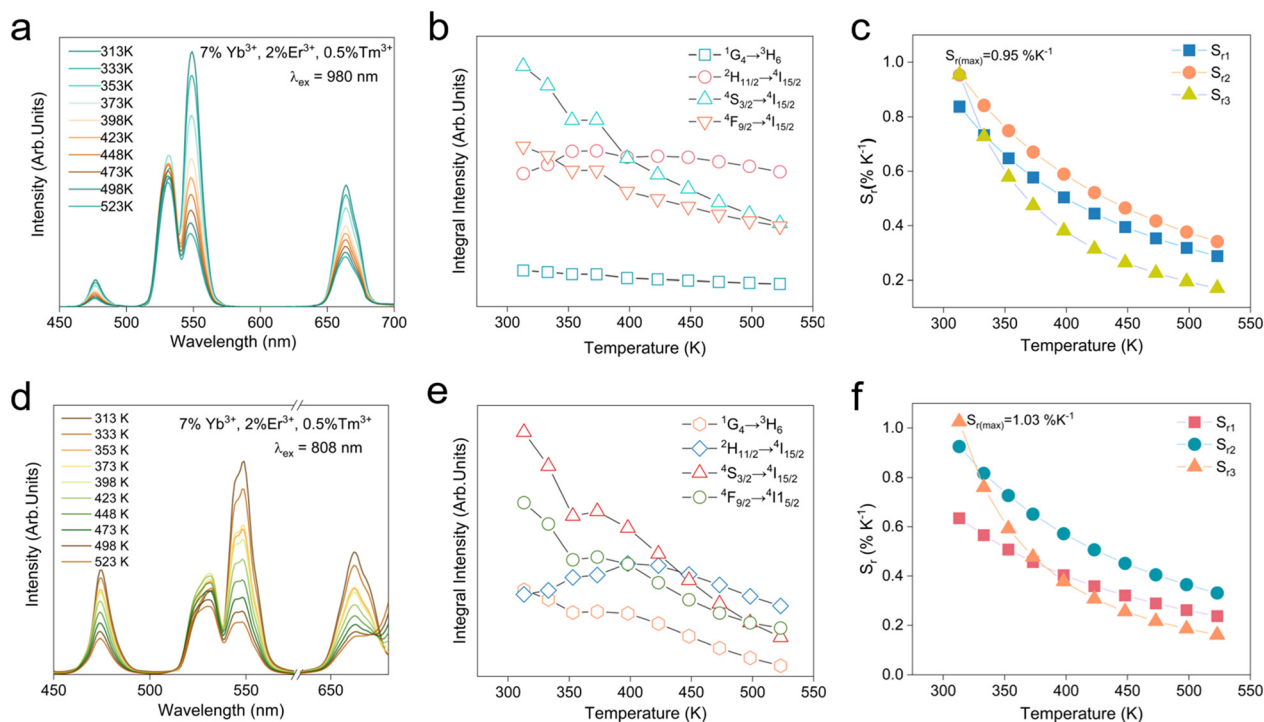 a
7% Yb³⁺, 2%Er³⁺, 0.5%Tm³⁺
λex = 980 nm
313K
333K
353K
373K
398K
423K
448K
473K
498K
523K
Intensity (Arb.Units)
450 500 550 600 650 700
Wavelength (nm)
b
¹G₄→³H₆
²H₁₁/₂→⁴I₁₅/₂
⁴S₃/₂→⁴I₁₅/₂
⁴F₉/₂→⁴I₁₅/₂
Integral Intensity (Arb.Units)
300 350 400 450 500 550
Temperature (K)
c
Sr(max)=0.95 %K⁻¹
Sr1
Sr2
Sr3
Sr(% K⁻¹)
1.0
0.8
0.6
0.4
0.2
300 350 400 450 500 550
Temperature (K)
d
7% Yb³⁺, 2%Er³⁺, 0.5%Tm³⁺
λex = 808 nm
313 K
333 K
353 K
373 K
398 K
423 K
448 K
473 K
498 K
523 K
Intensity (Arb.Units)
450 500 550 650
Wavelength (nm)
e
¹G₄→³H₆
²H₁₁/₂→⁴I₁₅/₂
⁴S₃/₂→⁴I₁₅/₂
⁴F₉/₂→⁴I1₅/₂
Integral Intensity (Arb.Units)
300 350 400 450 500 550
Temperature (K)
f
Sr(max)=1.03 %K⁻¹
Sr1
Sr2
Sr3
Sr (% K⁻¹)
1.0
0.8
0.6
0.4
0.2
0.0
300 350 400 450 500 550
Temperature (K)